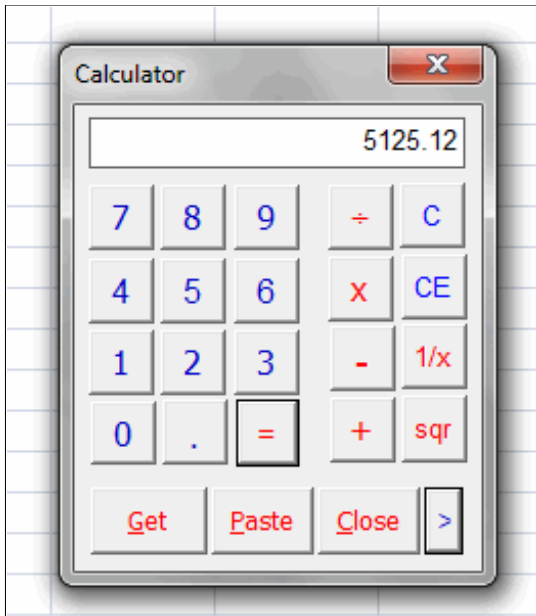 Calculator x
5125.12
7 8 9 ÷ C
4 5 6 x CE
1 2 3 - 1/x
0 . = + sqr
Get Paste Close >